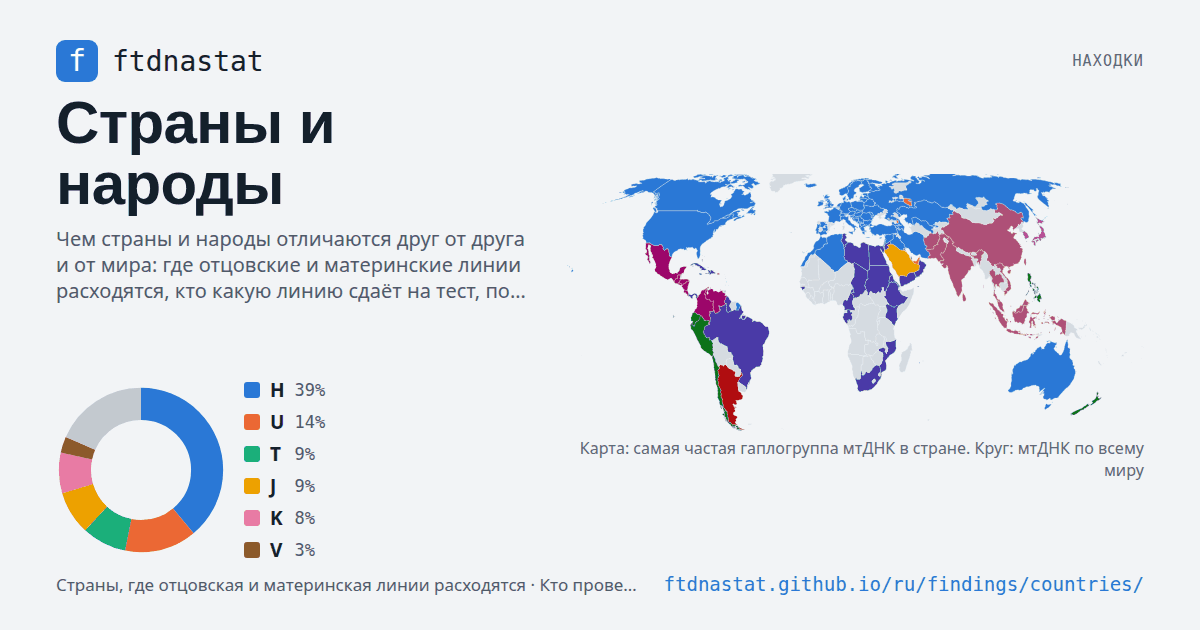 f ftdnastat
НАХОДКИ
Страны и
народы
Чем страны и народы отличаются друг от друга
и от мира: где отцовские и материнские линии
расходятся, кто какую линию сдаёт на тест, по...
H 39%
U 14%
T 9%
J 9%
K 8%
V 3%
Карта: самая частая гаплогруппа мтДНК в стране. Круг: мтДНК по всему
миру
Страны, где отцовская и материнская линии расходятся · Кто прове...
ftdnastat.github.io/ru/findings/countries/